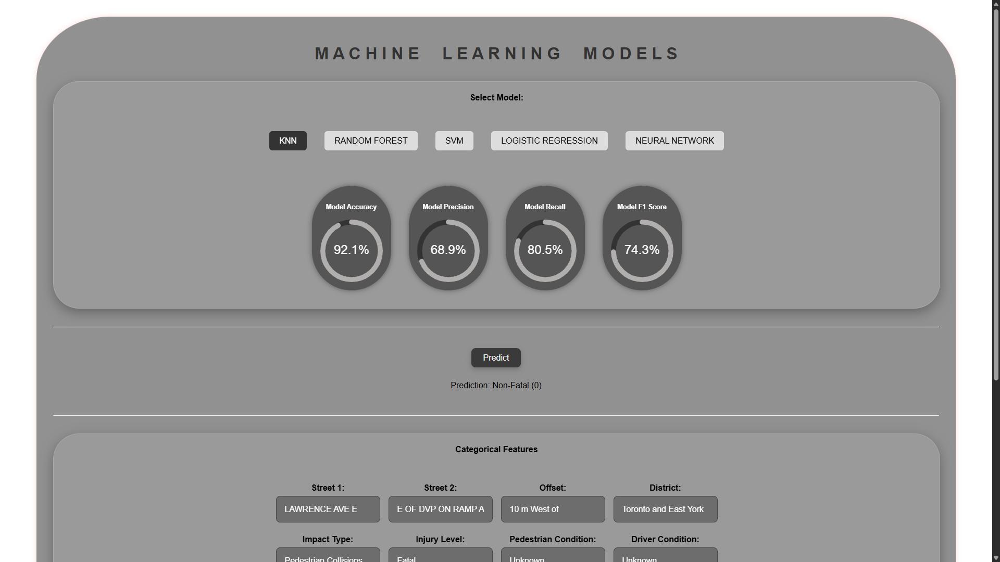 MACHINE LEARNING MODELS
Select Model:
KNN RANDOM FOREST SVM LOGISTIC REGRESSION NEURAL NETWORK
Model Accuracy Model Precision Model Recall Model F1 Score
92.1% 68.9% 80.5% 74.3%
Predict
Prediction: Non-Fatal (0)
Categorical Features
Street 1: Street 2: Offset: District:
LAWRENCE AVE E E OF DVP ON RAMP A 10 m West of Toronto and East York
Impact Type: Injury Level: Pedestrian Condition: Driver Condition:
Pedestrian Collisions Fatal Unknown Unknown